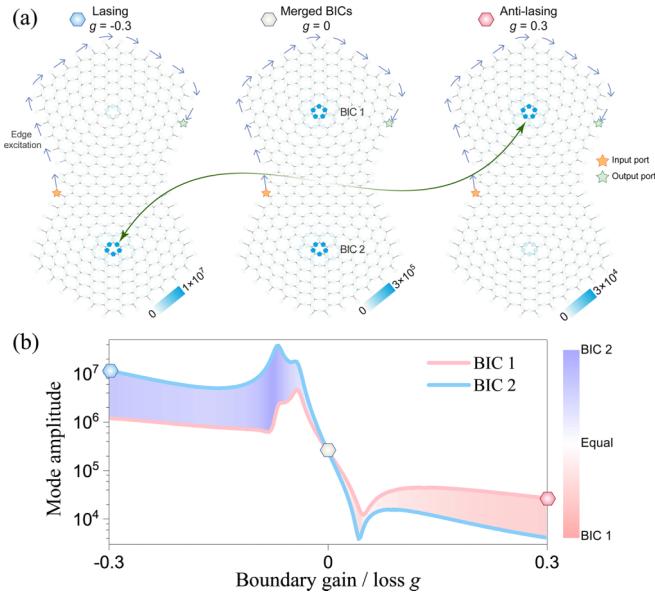 (a)
Lasing
g = -0.3
Merged BICs
g = 0
Anti-lasing
g = 0.3
BIC 1
Edge
excitation
Input port
Output port
BIC 2
0
1×10⁷
0
3×10⁵
0
3×10⁴
(b)
Mode amplitude
10⁷
10⁶
10⁵
10⁴
BIC 1
BIC 2
-0.3
0
0.3
Boundary gain / loss g
BIC 2
Equal
BIC 1